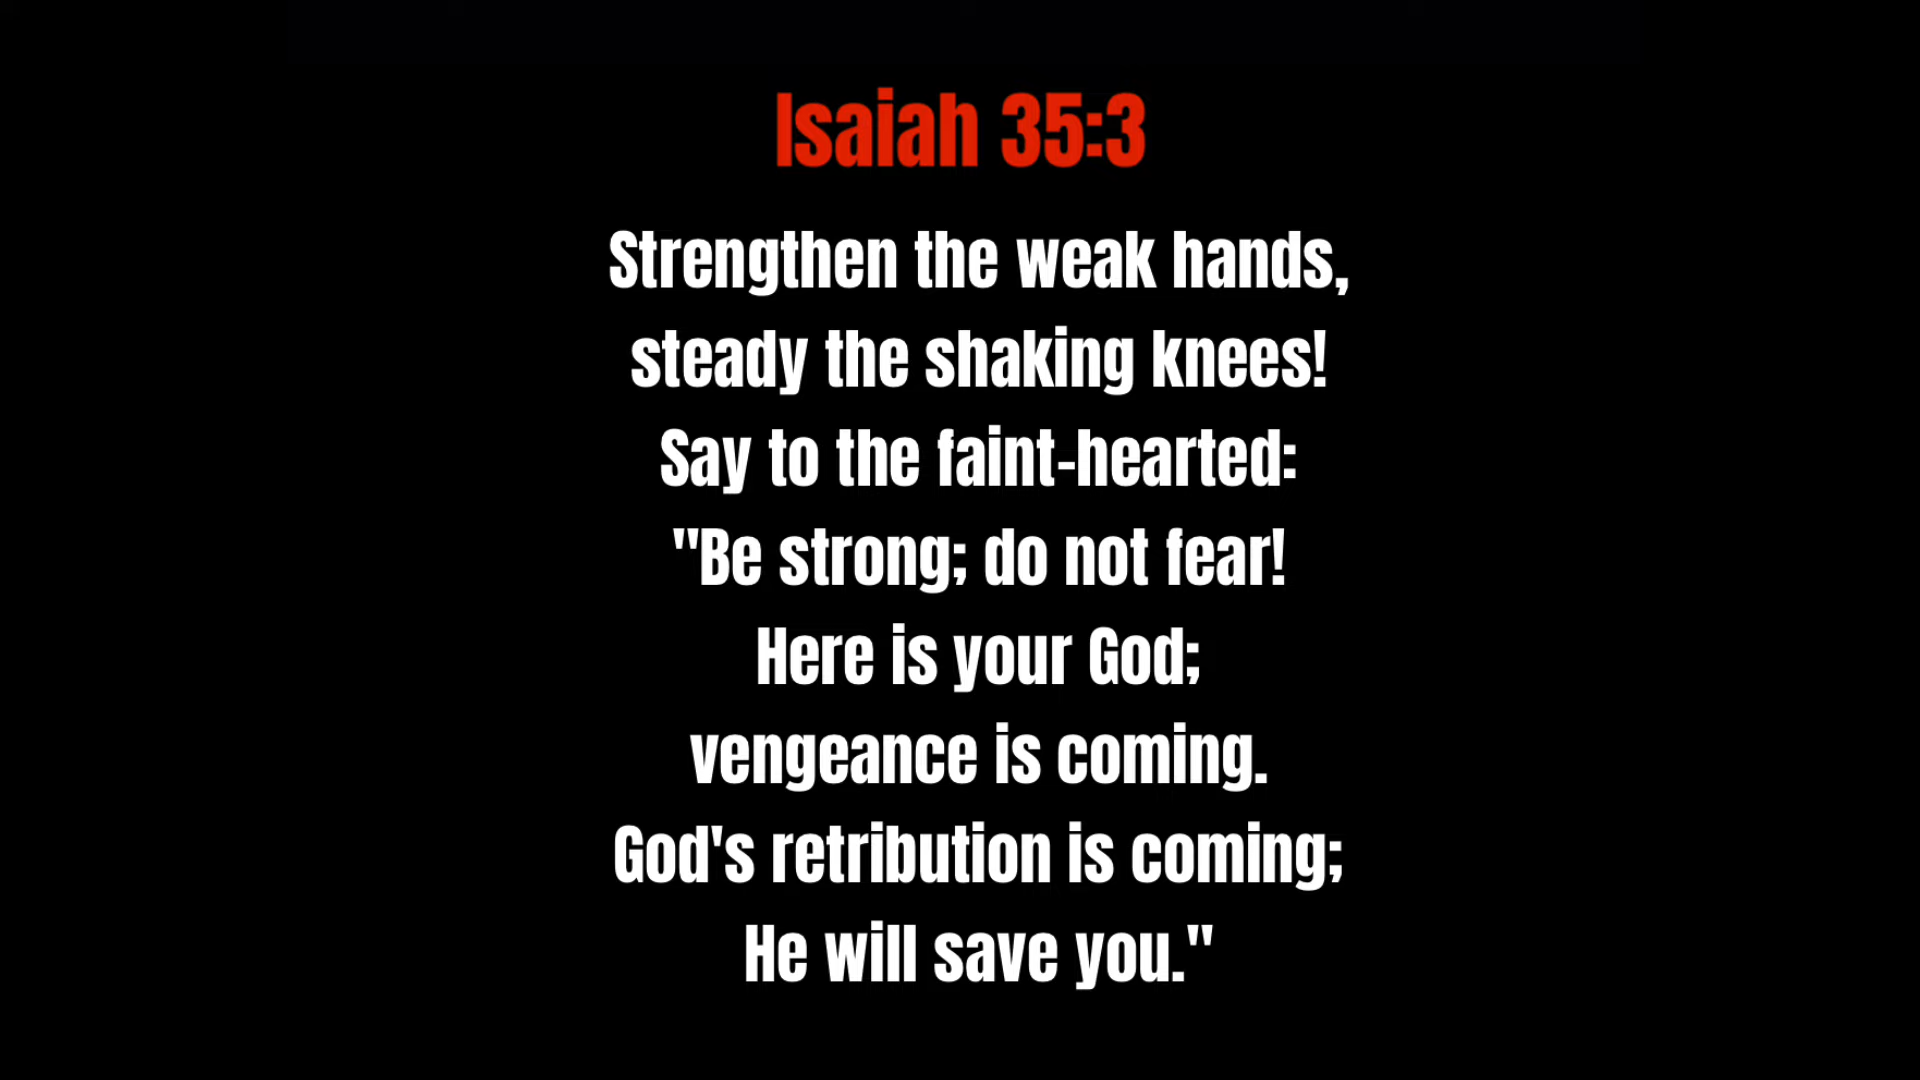 Isaiah 35:3
Strengthen the weak hands,
steady the shaking knees!
Say to the faint-hearted:
"Be strong; do not fear!
Here is your God;
vengeance is coming.
God's retribution is coming;
He will save you."